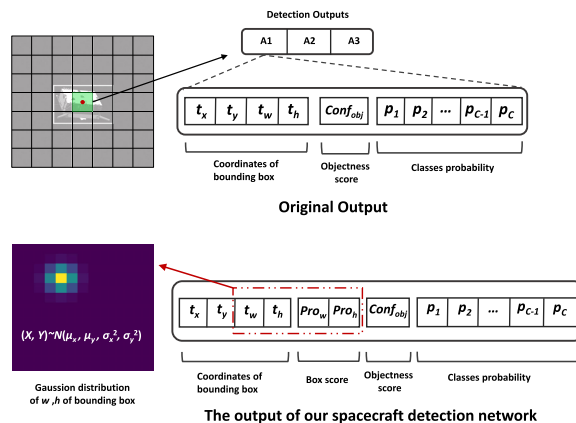 Detection Outputs
A1 A2 A3
t_x t_y t_w t_h Conf_obj p_1 p_2 ... p_C-1 p_C
Coordinates of bounding box
Objectness score
Classes probability
Original Output
(X, Y)~N(μ_x, μ_y, σ_x^2, σ_y^2)
Gaussion distribution
of w ,h of bounding box
t_x t_y t_w t_h Pro_w Pro_h Conf_obj p_1 p_2 ... p_C-1 p_C
Coordinates of bounding box
Box score
Objectness score
Classes probability
The output of our spacecraft detection network